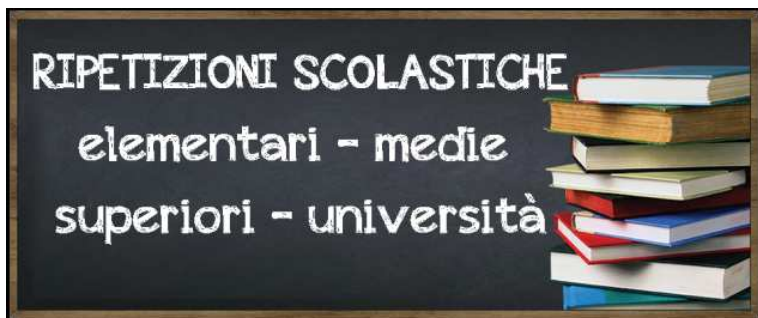 RIPETIZIONI SCOLASTICHE
elementari - medie
superiori - università